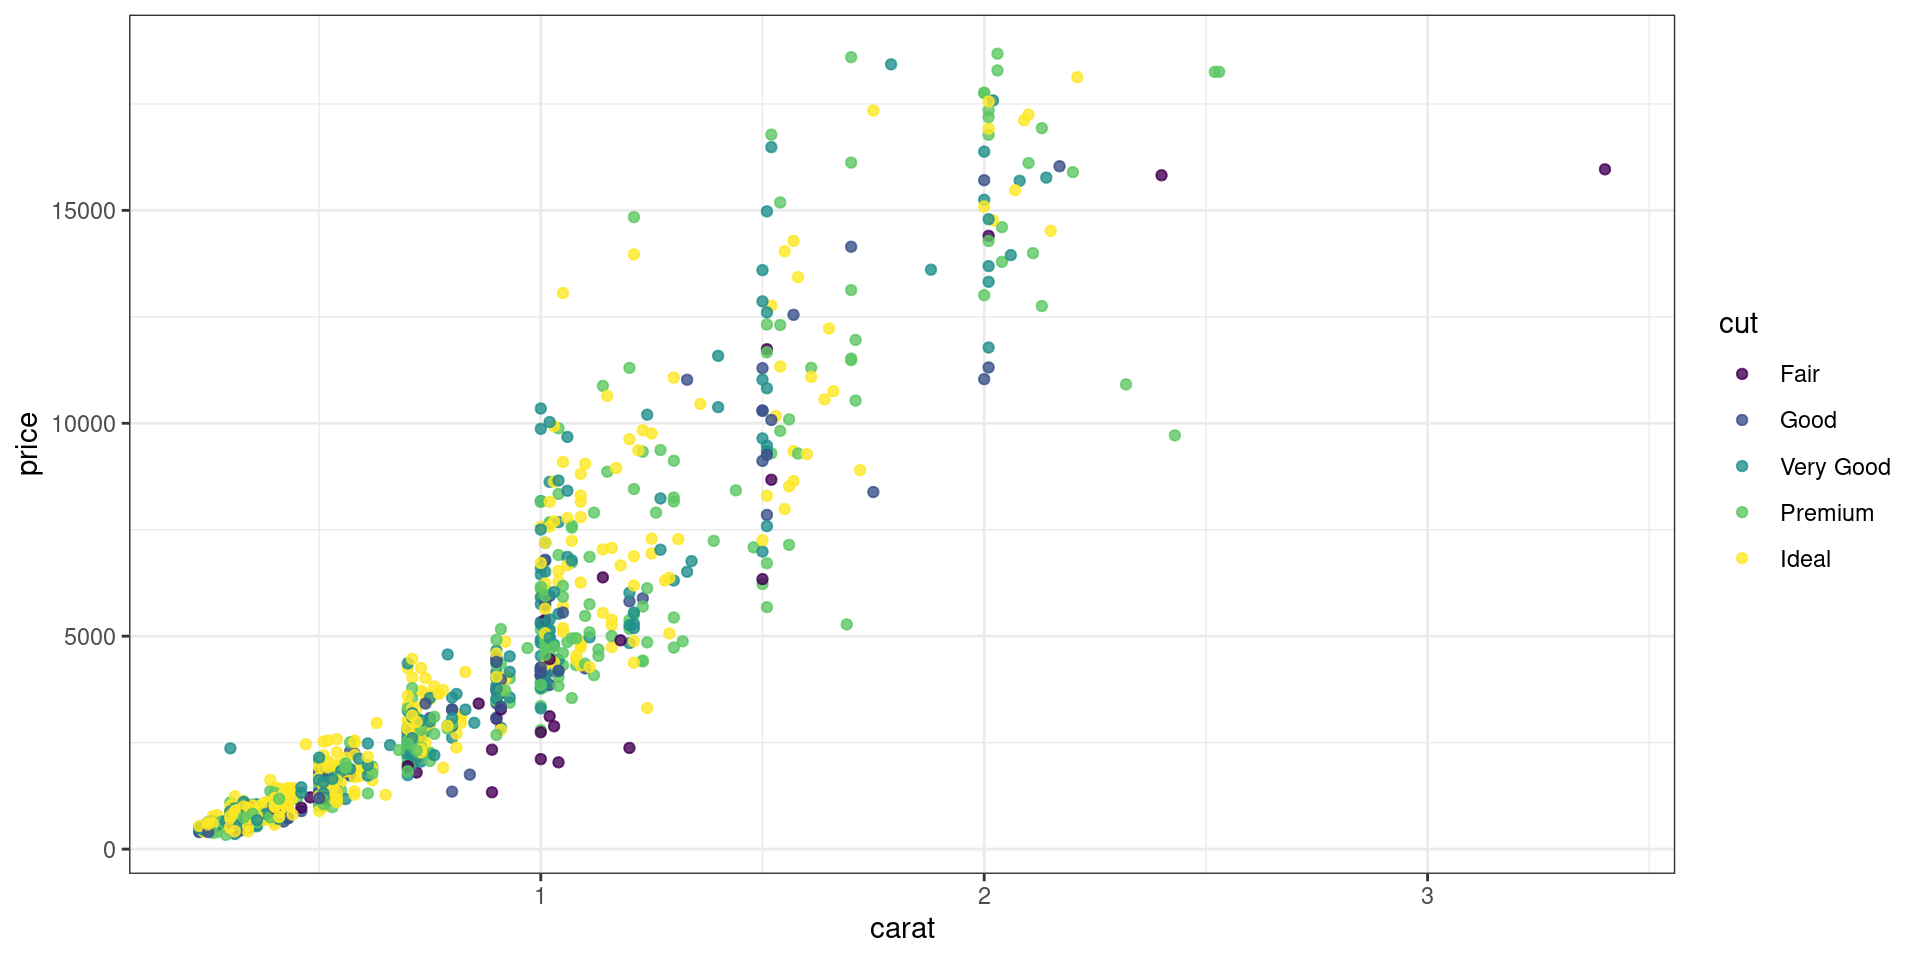 price
15000
10000
5000
0
1
2
3
carat
cut
Fair
Good
Very Good
Premium
Ideal